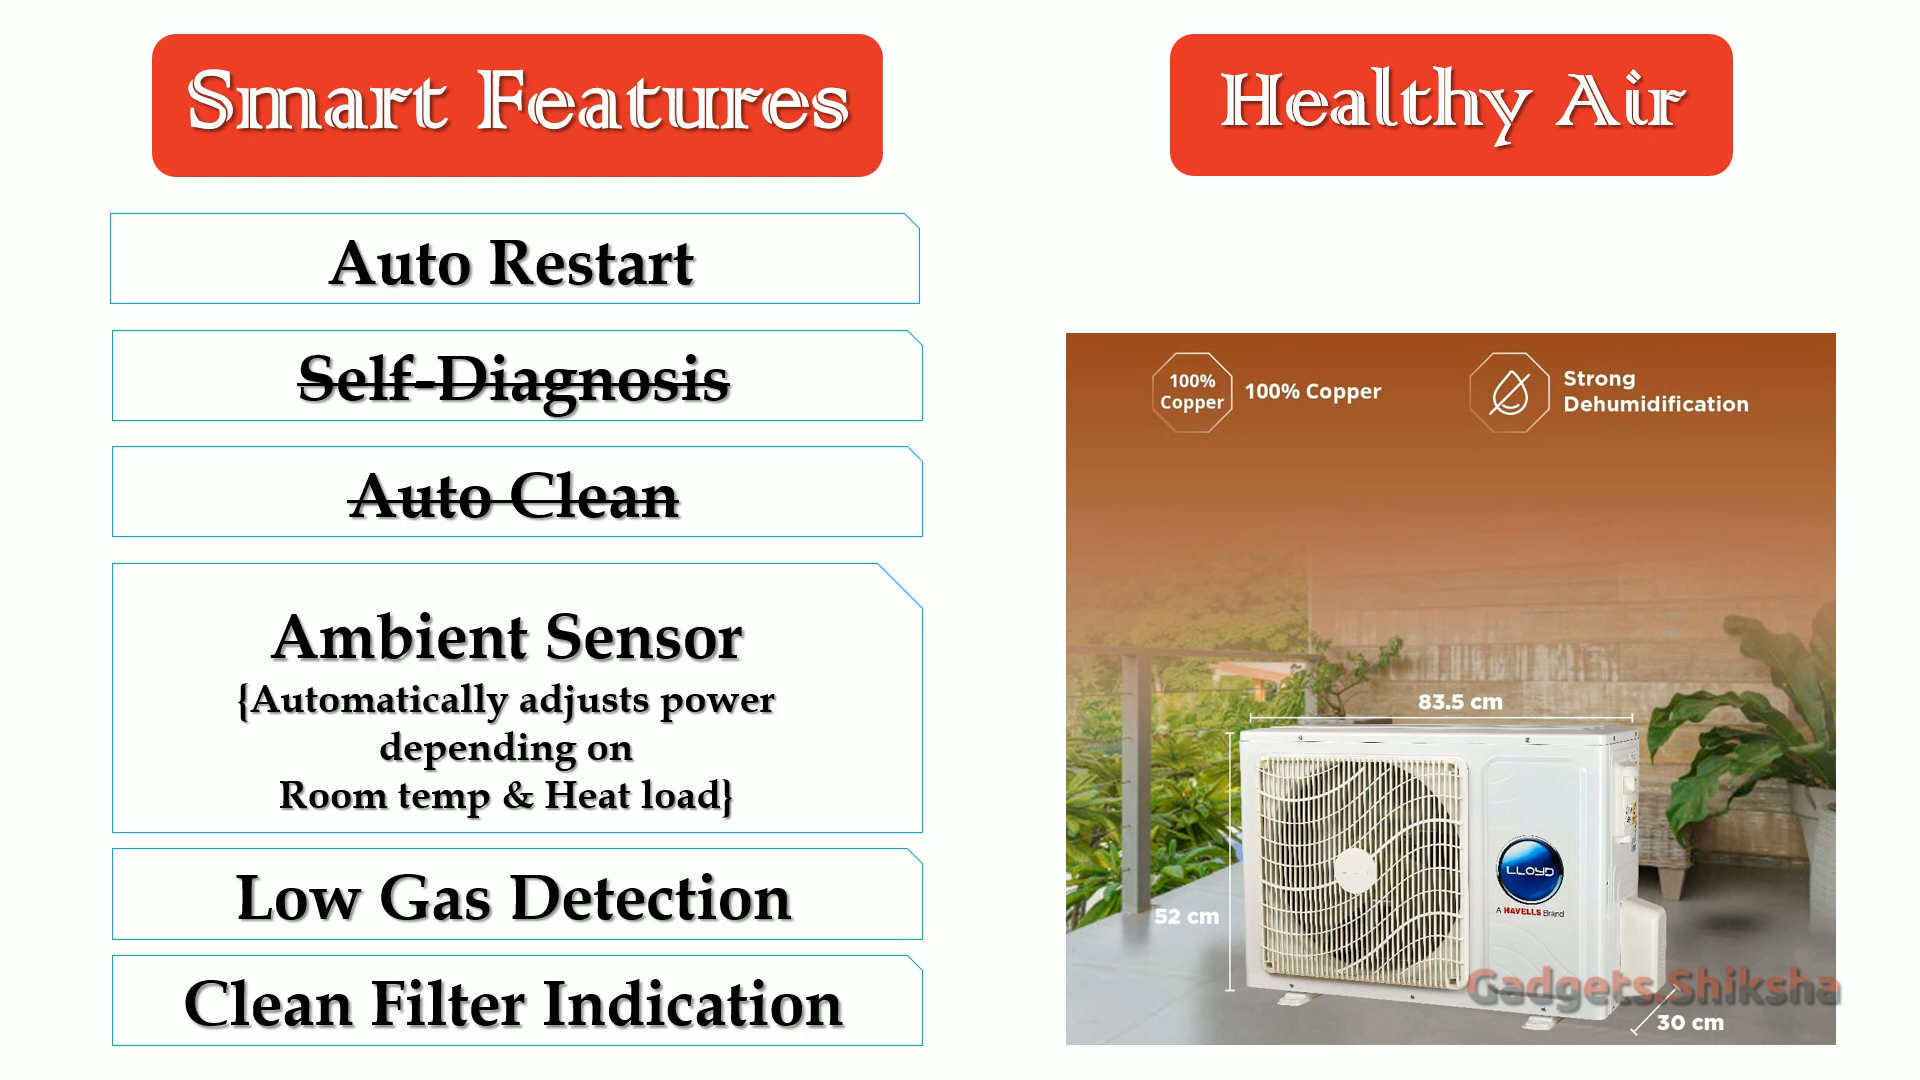 Smart Features
Healthy Air
Auto Restart
Self-Diagnosis
Auto Clean
Ambient Sensor
{Automatically adjusts power
depending on
Room temp & Heat load}
Low Gas Detection
Clean Filter Indication
100%
Copper
100% Copper
Strong
Dehumidification
83.5 cm
52 cm
LLOYD
A HAVELLS Brand
Gadgets.Shiksha
30 cm